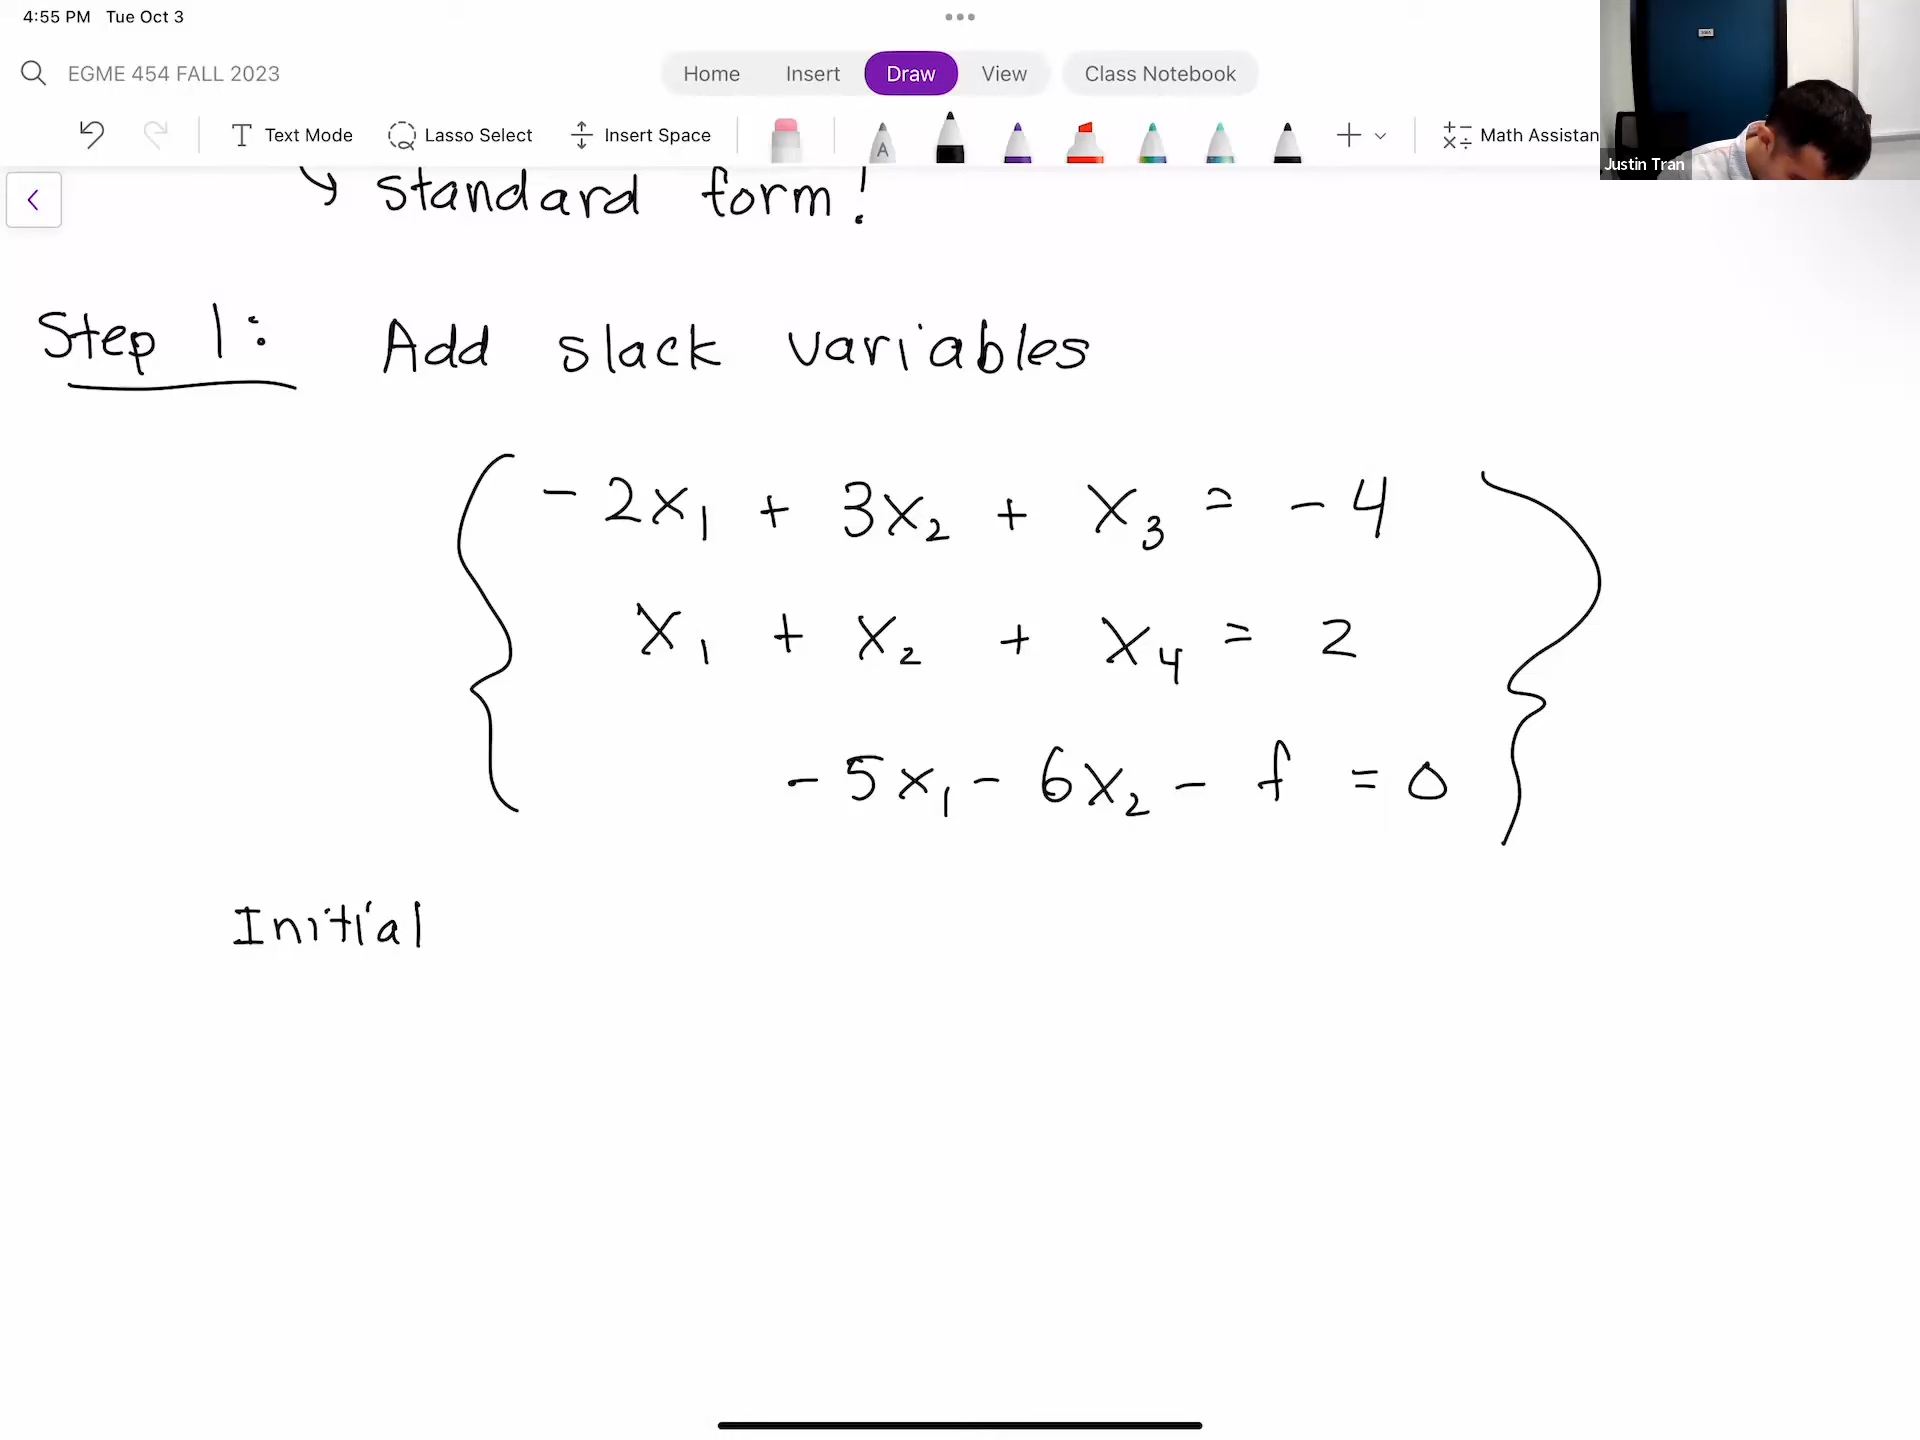 4:55 PM Tue Oct 3
EGME 454 FALL 2023
Home Insert Draw View Class Notebook
Text Mode Lasso Select Insert Space A Math Assistan
Justin Tran
↳ standard form!
Step 1: Add slack variables
- 2x₁ + 3x₂ + x₃ = - 4
x₁ + x₂ + x₄ = 2
- 5x₁ - 6x₂ - f = 0
Initial